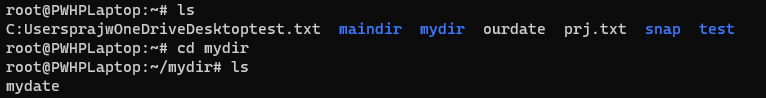 root@PWHPLaptop:~# ls
C:UsersprajwOneDriveDesktoptest.txt  maindir  mydir  ourdate  prj.txt  snap  test
root@PWHPLaptop:~# cd mydir
root@PWHPLaptop:~/mydir# ls
mydate